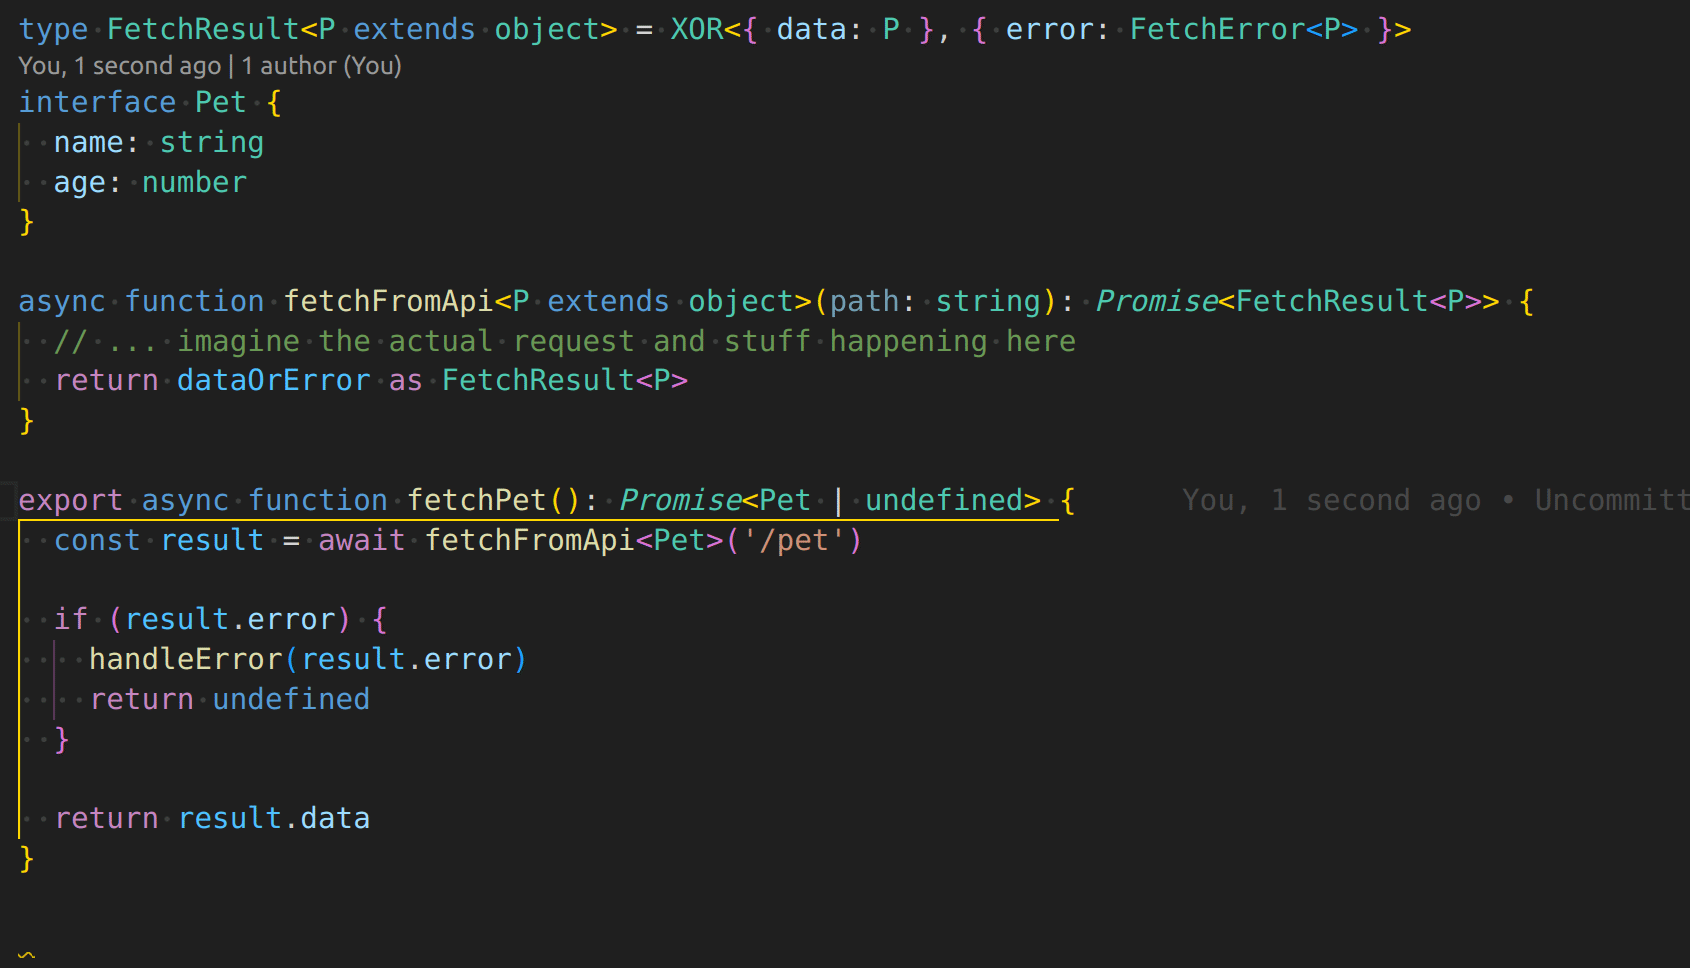 type FetchResult<P extends object> = XOR<{ data: P }, { error: FetchError<P> }>
You, 1 second ago | 1 author (You)
interface Pet {
  name: string
  age: number
}

async function fetchFromApi<P extends object>(path: string): Promise<FetchResult<P>> {
  // ... imagine the actual request and stuff happening here
  return dataOrError as FetchResult<P>
}

export async function fetchPet(): Promise<Pet | undefined> { You, 1 second ago • Uncommitt
  const result = await fetchFromApi<Pet>('/pet')

  if (result.error) {
    handleError(result.error)
    return undefined
  }

  return result.data
}